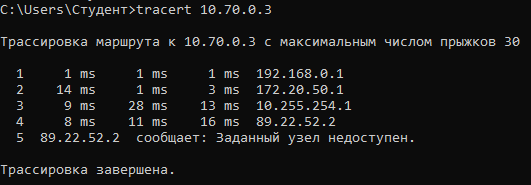 C:\Users\Студент>tracert 10.70.0.3
Трассировка маршрута к 10.70.0.3 с максимальным числом прыжков 30
1 1 ms 1 ms 1 ms 192.168.0.1
2 14 ms 1 ms 3 ms 172.20.50.1
3 9 ms 28 ms 13 ms 10.255.254.1
4 8 ms 11 ms 16 ms 89.22.52.2
5 89.22.52.2 сообщает: Заданный узел недоступен.
Трассировка завершена.